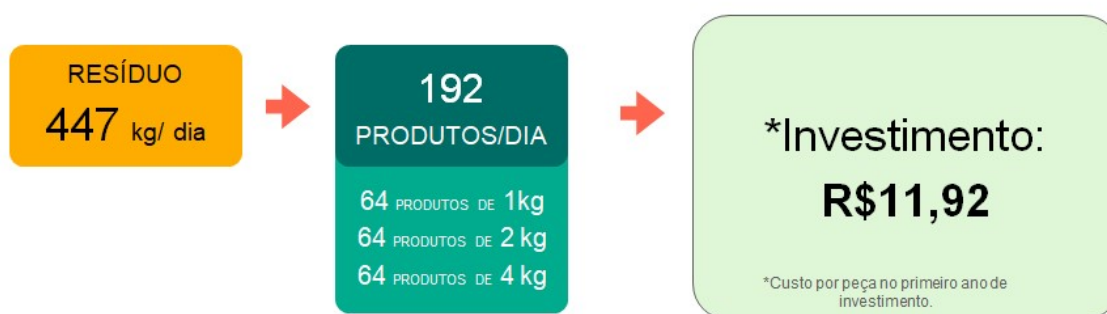 RESÍDUO
447 kg/ dia
192
PRODUTOS/DIA
64 PRODUTOS DE 1kg
64 PRODUTOS DE 2 kg
64 PRODUTOS DE 4 kg
*Investimento:
R$11,92
*Custo por peça no primeiro ano de
investimento.